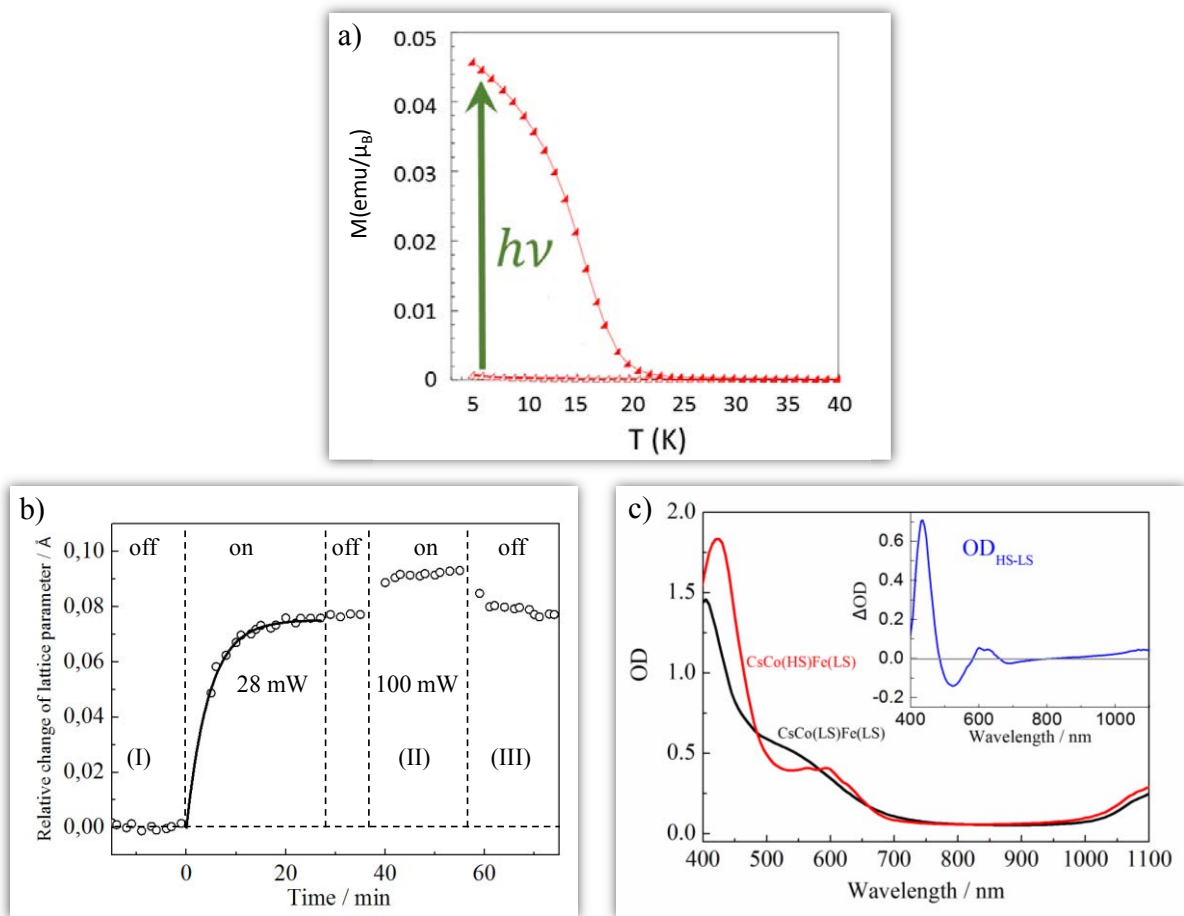 a)
0.05
0.04
0.03
0.02
0.01
0
M(emu/μB)
hν
5 10 15 20 25 30 35 40
T (K)
b)
off on off on off
0,10
0,08
0,06
0,04
0,02
0,00
Relative change of lattice parameter / Å
28 mW 100 mW
(I) (II) (III)
0 20 40 60
Time / min
c)
2.0
1.5
1.0
0.5
0.0
OD
CsCo(HS)Fe(LS)
CsCo(LS)Fe(LS)
400 500 600 700 800 900 1000 1100
Wavelength / nm
OD HS-LS
0.6
0.4
0.2
0.0
-0.2
ΔOD
400 600 800 1000
Wavelength / nm